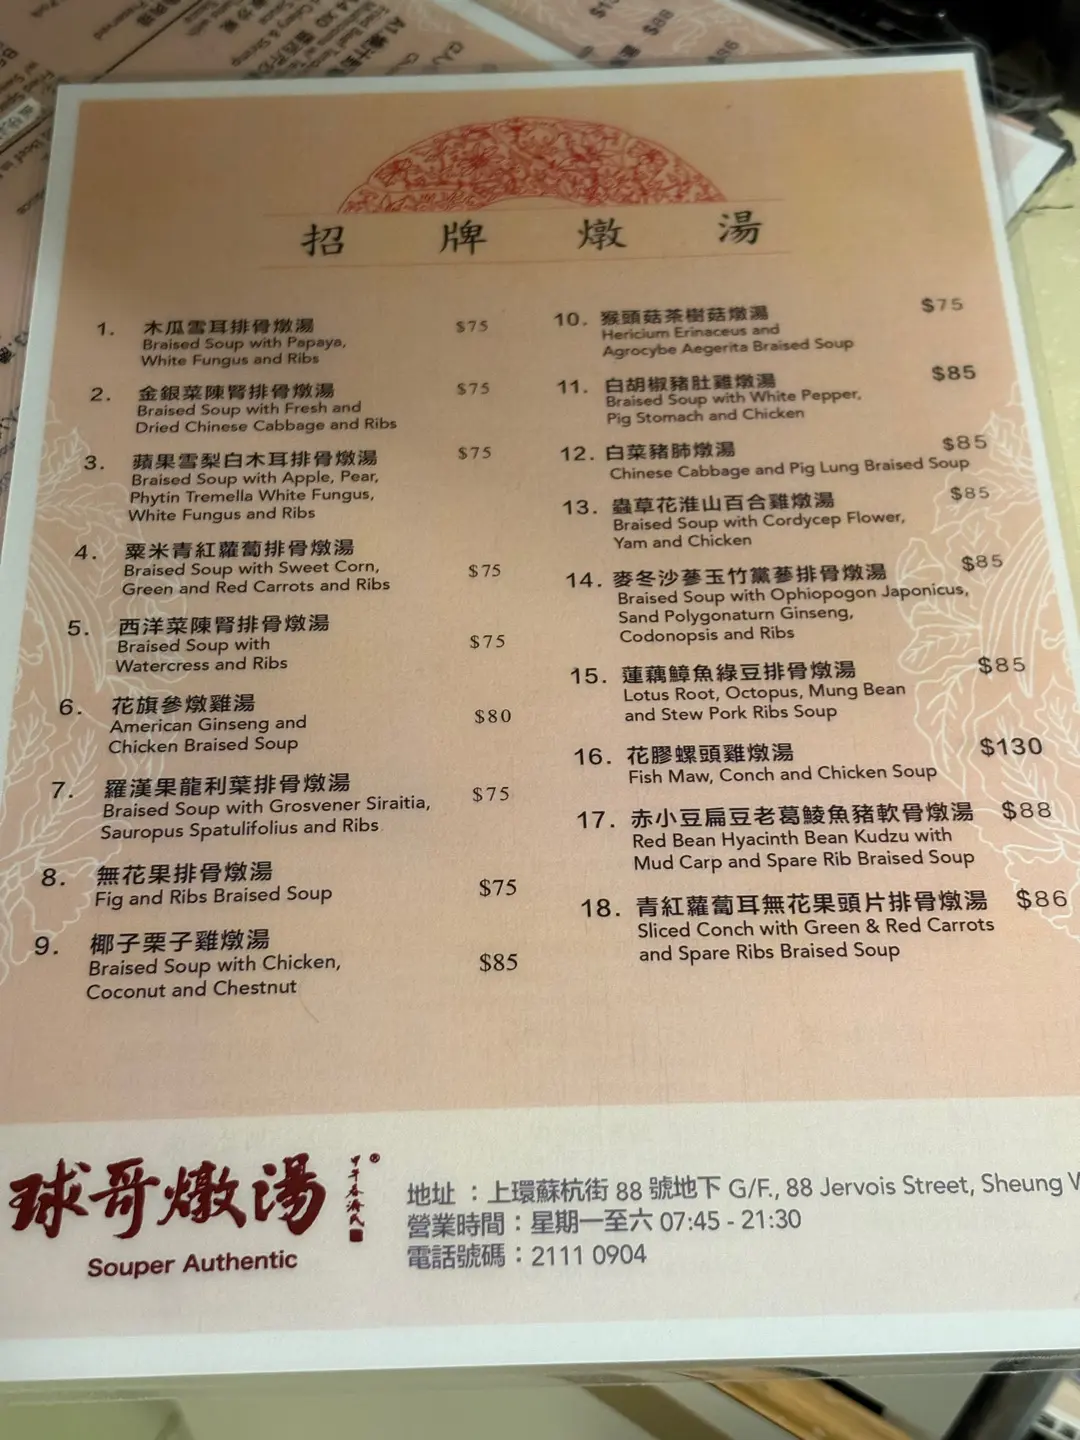 招牌燉湯
1. 木瓜雪耳排骨燉湯 $75
Braised Soup with Papaya,
White Fungus and Ribs
2. 金銀菜陳腎排骨燉湯 $75
Braised Soup with Fresh and
Dried Chinese Cabbage and Ribs
3. 蘋果雪梨白木耳排骨燉湯 $75
Braised Soup with Apple, Pear,
Phytin Tremella White Fungus,
White Fungus and Ribs
4. 粟米青紅蘿蔔排骨燉湯
Braised Soup with Sweet Corn, $75
Green and Red Carrots and Ribs
5. 西洋菜陳腎排骨燉湯
Braised Soup with $75
Watercress and Ribs
6. 花旗參燉雞湯
American Ginseng and $80
Chicken Braised Soup
7. 羅漢果龍利葉排骨燉湯
Braised Soup with Grosvener Siraitia, $75
Sauropus Spatulifolius and Ribs
8. 無花果排骨燉湯
Fig and Ribs Braised Soup $75
9. 椰子栗子雞燉湯
Braised Soup with Chicken, $85
Coconut and Chestnut
10. 猴頭菇茶樹菇燉湯 $75
Hericium Erinaceus and
Agrocybe Aegerita Braised Soup
11. 白胡椒豬肚雞燉湯 $85
Braised Soup with White Pepper,
Pig Stomach and Chicken
12. 白菜豬肺燉湯 $85
Chinese Cabbage and Pig Lung Braised Soup
13. 蟲草花淮山百合雞燉湯 $85
Braised Soup with Cordycep Flower,
Yam and Chicken
14. 麥冬沙蔘玉竹黨蔘排骨燉湯 $85
Braised Soup with Ophiopogon Japonicus,
Sand Polygonaturn Ginseng,
Codonopsis and Ribs
15. 蓮藕鱆魚綠豆排骨燉湯 $85
Lotus Root, Octopus, Mung Bean
and Stew Pork Ribs Soup
16. 花膠螺頭雞燉湯 $130
Fish Maw, Conch and Chicken Soup
17. 赤小豆扁豆老葛鯪魚豬軟骨燉湯 $88
Red Bean Hyacinth Bean Kudzu with
Mud Carp and Spare Rib Braised Soup
18. 青紅蘿蔔耳無花果頭片排骨燉湯 $86
Sliced Conch with Green & Red Carrots
and Spare Ribs Braised Soup
球哥燉湯®
Souper Authentic
地址：上環蘇杭街 88 號地下 G/F., 88 Jervois Street, Sheung
營業時間：星期一至六 07:45 - 21:30
電話號碼：2111 0904